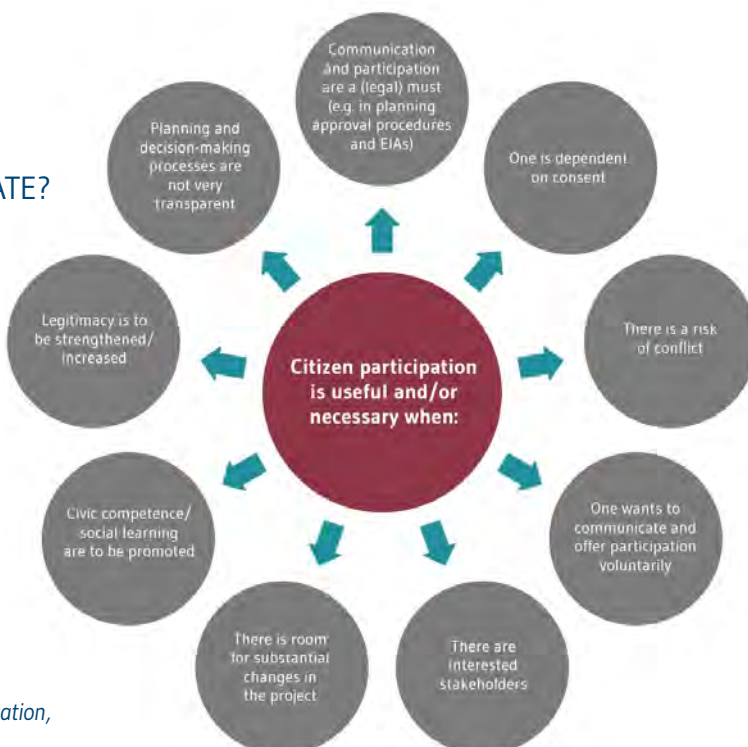 ATE?
Communication
and participation
are a (legal) must
(e.g. in planning
approval procedures
and EIAs)
One is dependent
on consent
There is a risk
of conflict
One wants to
communicate and
offer participation
voluntarily
There are
interested
stakeholders
There is room
for substantial
changes in
the project
Civic competence/
social learning
are to be promoted
Legitimacy is to
be strengthened/
increased
Planning and
decision-making
processes are
not very
transparent
Citizen participation
is useful and/or
necessary when:
ation,